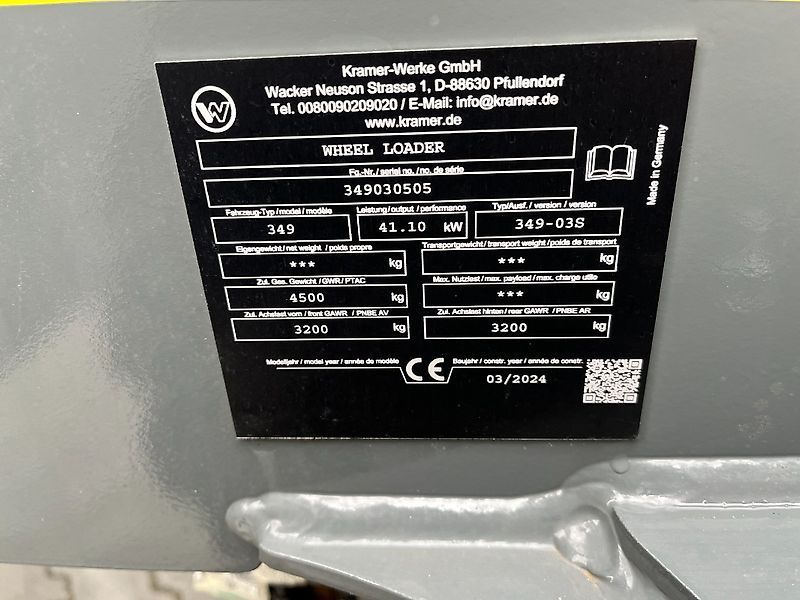 Kramer-Werke GmbH
Wacker Neuson Strasse 1, D-88630 Pfullendorf
Tel. 0080090209020 / E-Mail: info@kramer.de
www.kramer.de
WHEEL LOADER
Fg.-Nr. / serial no. / no. de série
349030505
Made in Germany
Fahrzeug-Typ / model / modèle
349
Leistung / output / performance
41.10 kW
Typ/Ausf. / version / version
349-03S
Eigengewicht / net weight / poids propre
*** kg
Transportgewicht / transport weight / poids de transport
*** kg
Zul. Ges. Gewicht / GWR / PTAC
4500 kg
Max. Nutzlast / max. payload / max. charge utile
*** kg
Zul. Achslast vorn / front GAWR / PNBE AV
3200 kg
Zul. Achslast hinten / rear GAWR / PNBE AR
3200 kg
Modelljahr / model year / année de modèle
CE
Baujahr / constr. year / année de constr.
03/2024